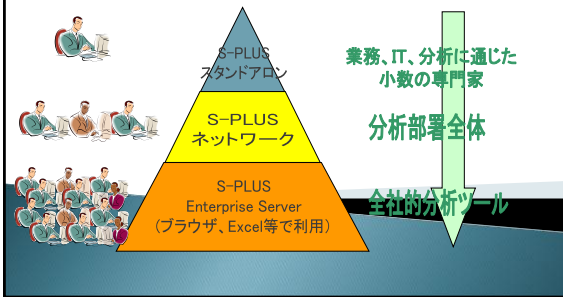 S-PLUS
スタンドアロン
業務、IT、分析に通じた
小数の専門家
S-PLUS
ネットワーク
分析部署全体
S-PLUS
Enterprise Server
(ブラウザ、Excel等で利用)
全社的分析ツール